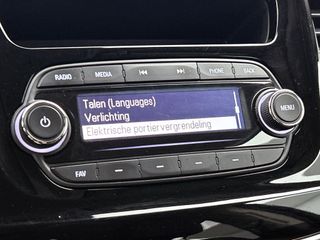 RADIO MEDIA PHONE BACK
Talen (Languages)
Verlichting
Elektrische portiervergrendeling
MENU
FAV